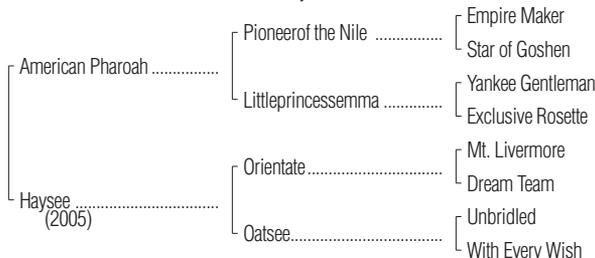 Empire Maker
Pioneerof the Nile ................
Star of Goshen
American Pharoah ................
Yankee Gentleman
Littleprincessemma ..............
Exclusive Rosette
Mt. Livermore
Orientate................................
Dream Team
Haysee ..................................
(2005)
Unbridled
Oatsee....................................
With Every Wish